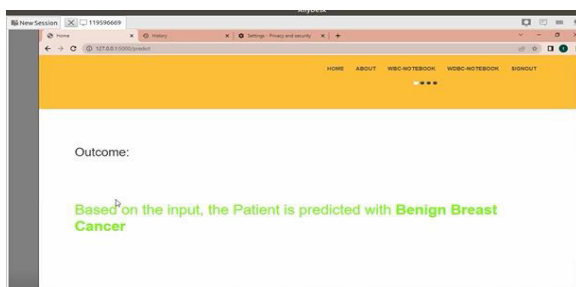 AnyDesk
New Session 119596669
Home History Settings - Privacy and security
127.0.0.1:5000/predict
HOME ABOUT WBC-NOTEBOOK WDBC-NOTEBOOK SIGNOUT
Outcome:
Based on the input, the Patient is predicted with Benign Breast
Cancer